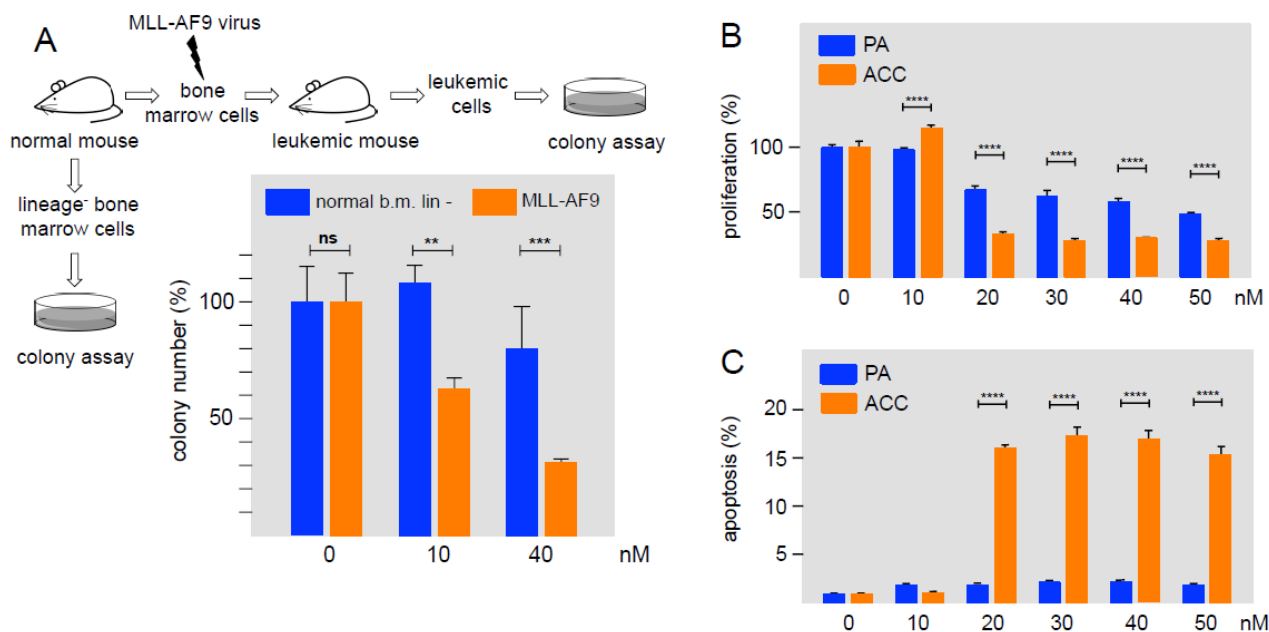 A
MLL-AF9 virus
normal mouse
bone
marrow cells
leukemic mouse
leukemic
cells
colony assay
lineage- bone
marrow cells
colony assay
normal b.m. lin -
MLL-AF9
colony number (%)
100
50
ns
**
***
0
10
40
nM
B
PA
ACC
proliferation (%)
100
50
****
****
****
****
****
0
10
20
30
40
50
nM
C
PA
ACC
apoptosis (%)
20
15
10
5
****
****
****
****
0
10
20
30
40
50
nM